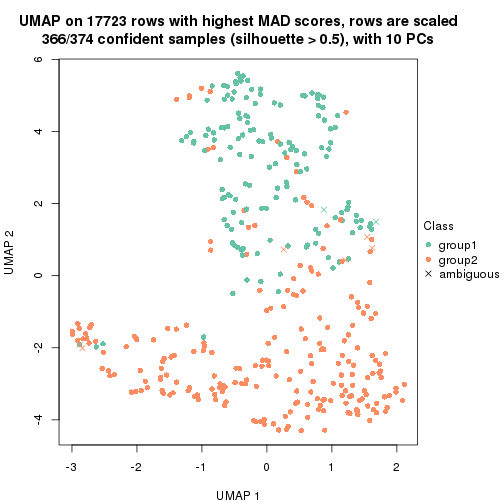 UMAP on 17723 rows with highest MAD scores, rows are scaled
366/374 confident samples (silhouette > 0.5), with 10 PCs
6
4
2
0
-2
-4
UMAP 2
-3
-2
-1
0
1
2
UMAP 1
Class
group1
group2
ambiguous